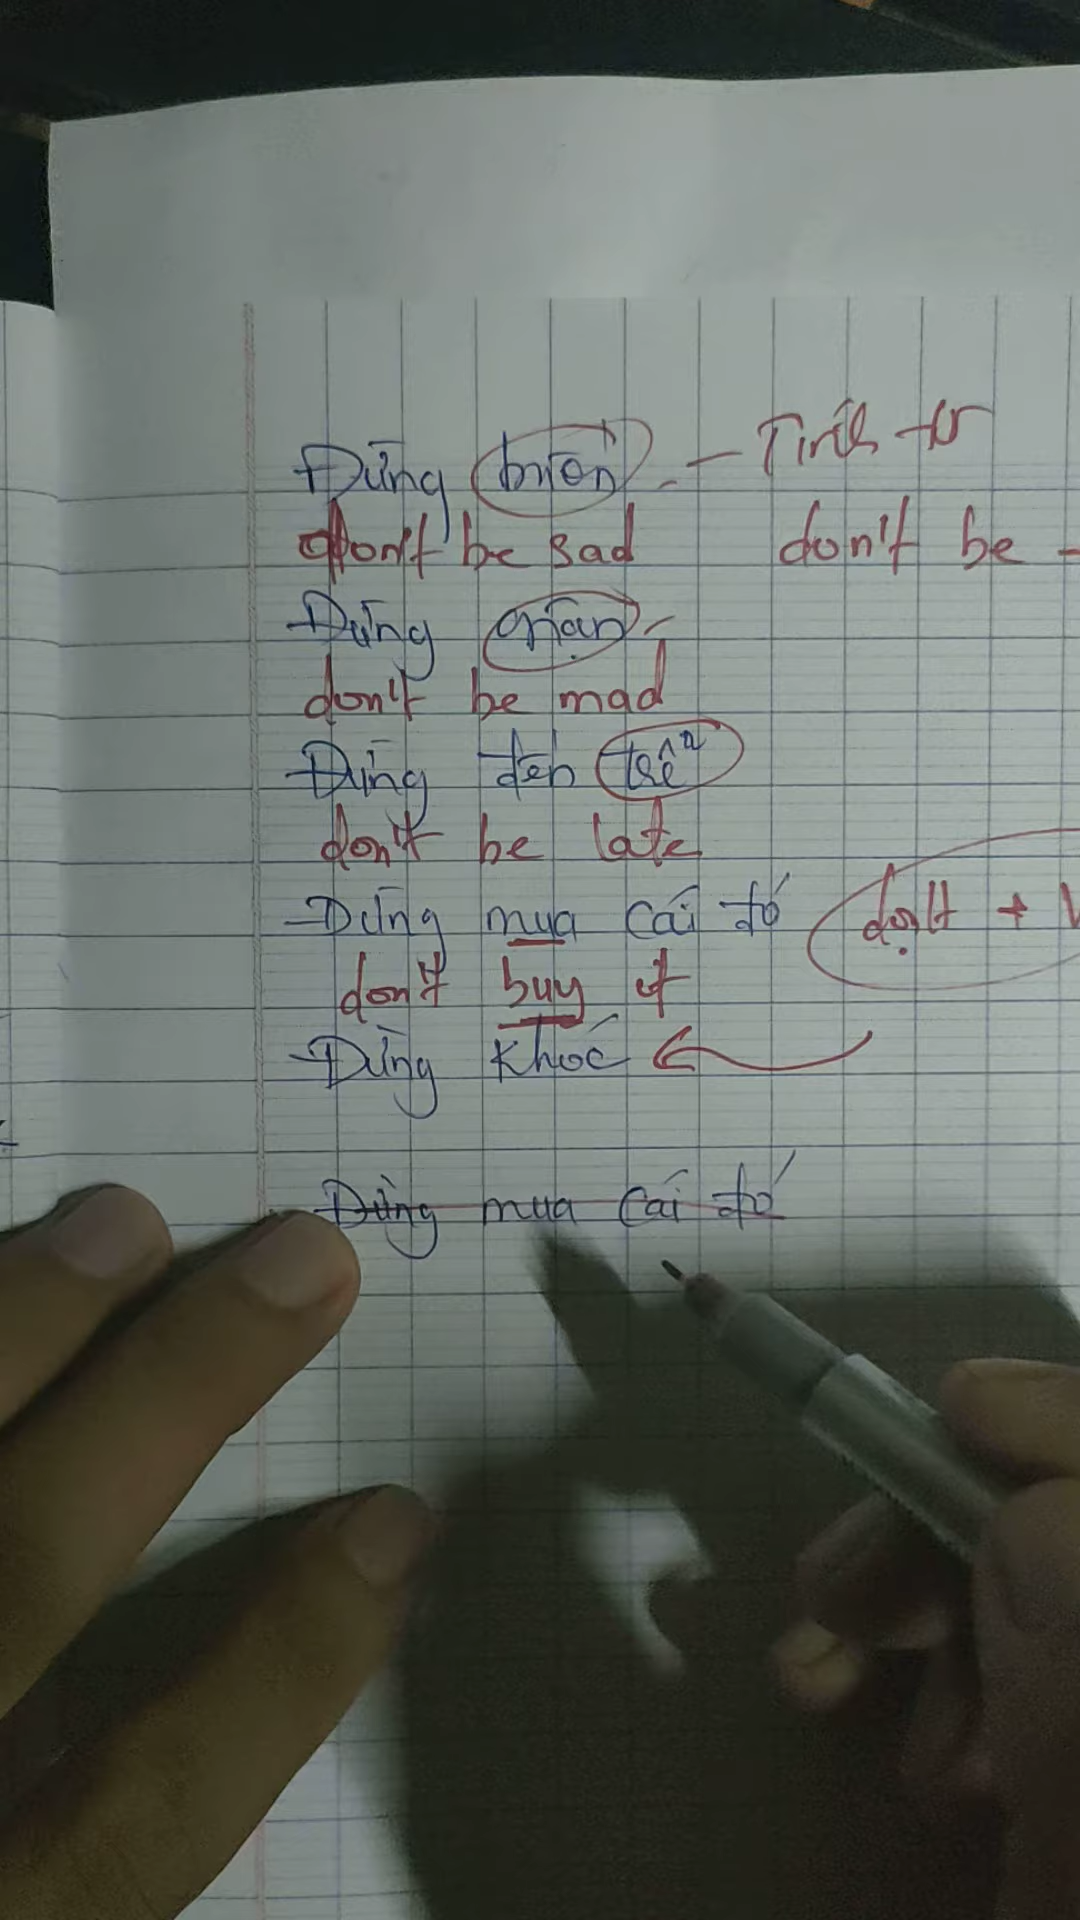 Đừng buồn - Tính từ
don't be sad don't be -
Đừng giận
don't be mad
Đừng đến trễ
don't be late
Đừng mua cái đó don't + V
don't buy it
Đừng khóc
Đừng mua cái đó